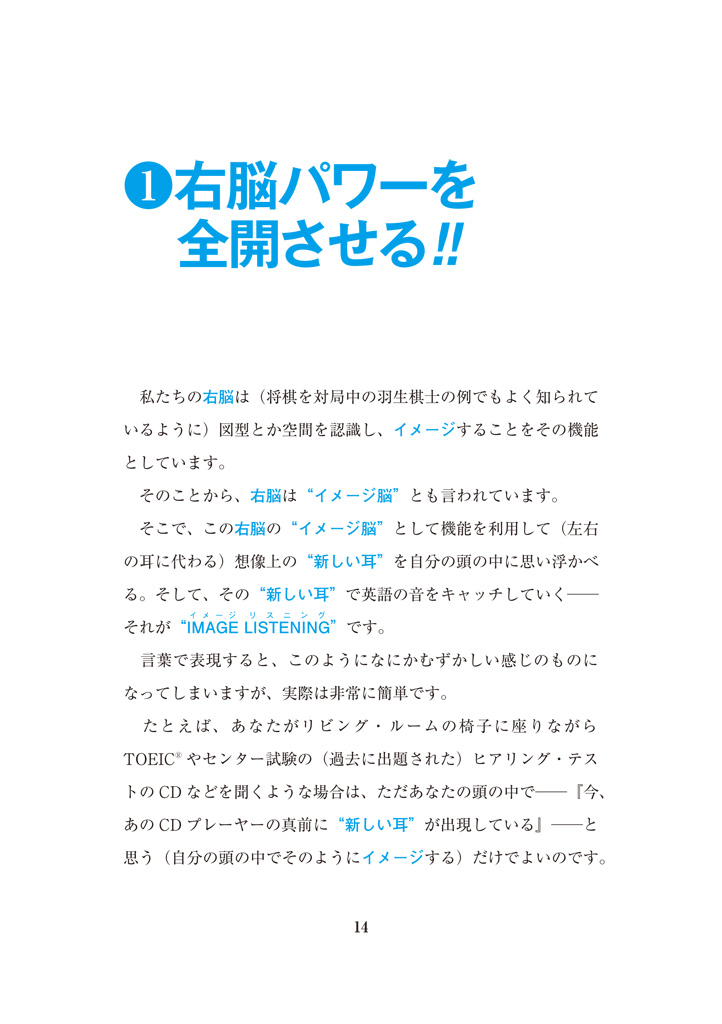 ❶右脳パワーを
全開させる!!
私たちの右脳は（将棋を対局中の羽生棋士の例でもよく知られて
いるように）図型とか空間を認識し、イメージすることをその機能
としています。
そのことから、右脳は“イメージ脳”とも言われています。
そこで、この右脳の“イメージ脳”として機能を利用して（左右
の耳に代わる）想像上の“新しい耳”を自分の頭の中に思い浮かべ
る。そして、その“新しい耳”で英語の音をキャッチしていく――
イメージ リスニング
それが“IMAGE LISTENING”です。
言葉で表現すると、このようになにかむずかしい感じのものに
なってしまいますが、実際は非常に簡単です。
たとえば、あなたがリビング・ルームの椅子に座りながら
TOEIC®やセンター試験の（過去に出題された）ヒアリング・テス
トの CD などを聞くような場合は、ただあなたの頭の中で――『今、
あの CD プレーヤーの真前に“新しい耳”が出現している』――と
思う（自分の頭の中でそのようにイメージする）だけでよいのです。
14